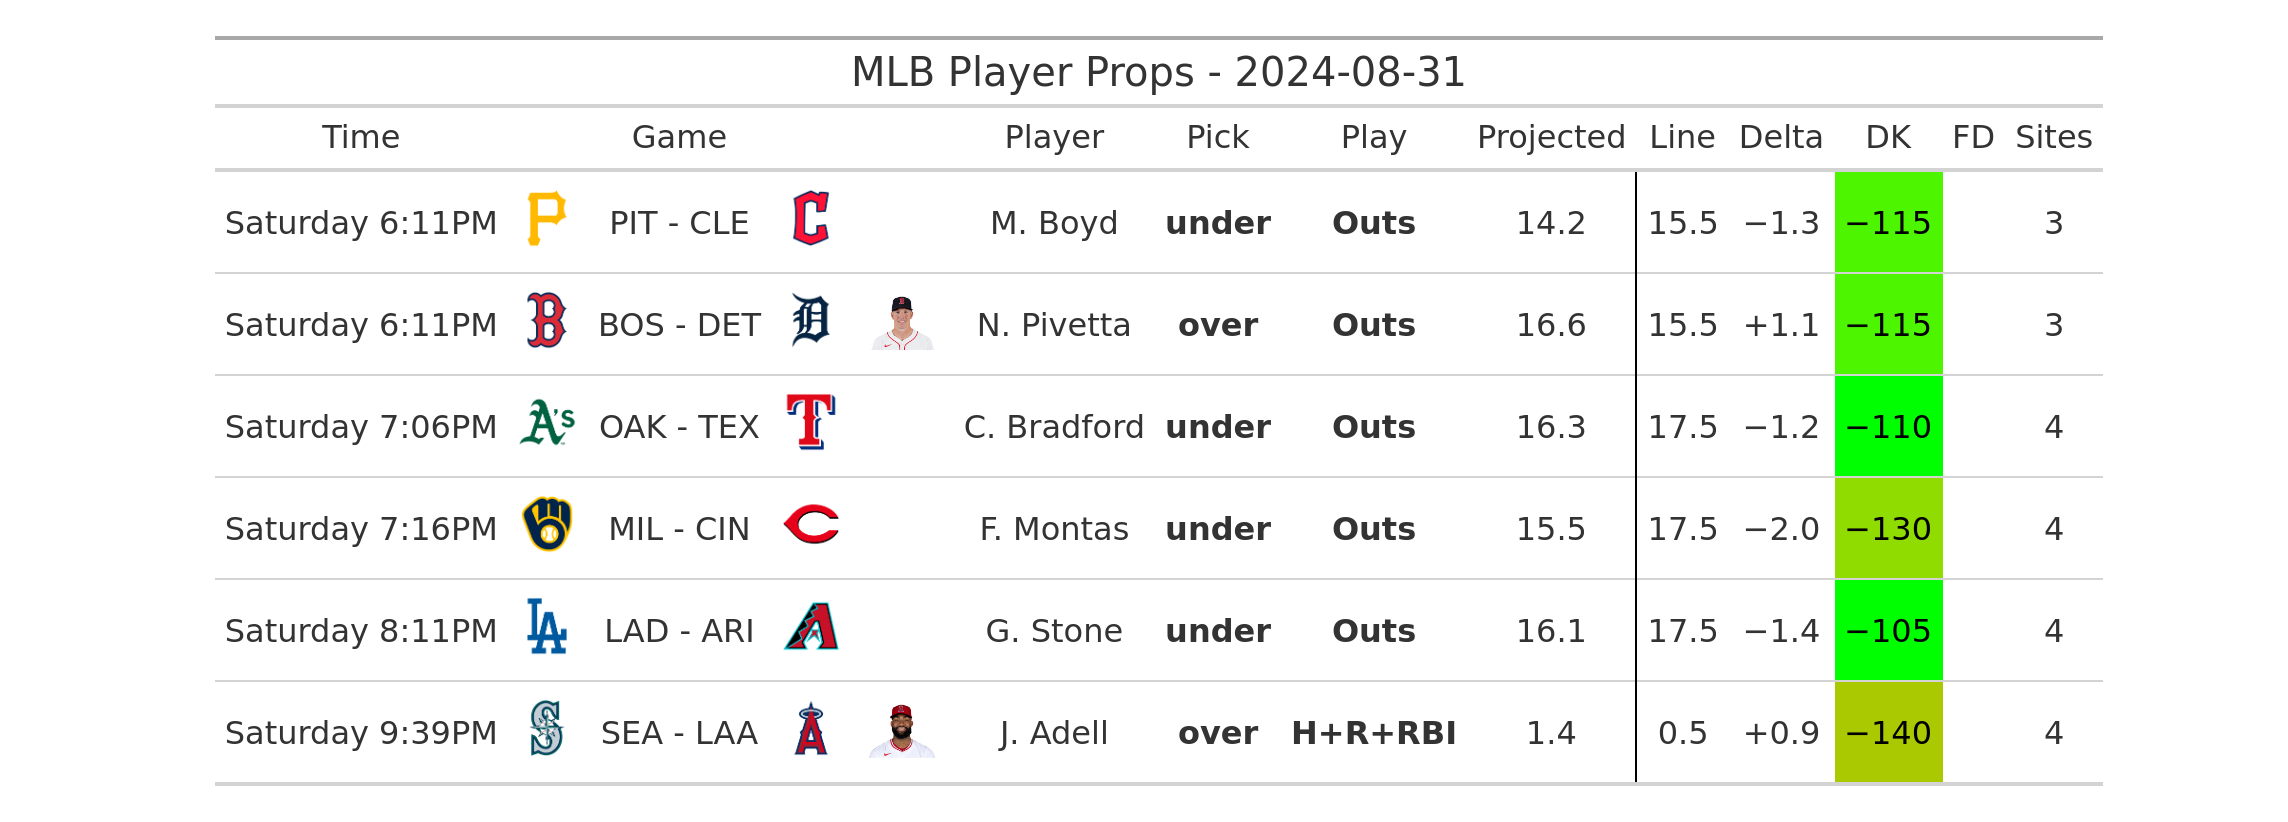 MLB Player Props - 2024-08-31
Time Game Player Pick Play Projected Line Delta DK FD Sites
Saturday 6:11PM P PIT - CLE C M. Boyd under Outs 14.2 15.5 −1.3 −115 3
Saturday 6:11PM B BOS - DET D N. Pivetta over Outs 16.6 15.5 +1.1 −115 3
Saturday 7:06PM A's OAK - TEX T C. Bradford under Outs 16.3 17.5 −1.2 −110 4
Saturday 7:16PM MIL - CIN C F. Montas under Outs 15.5 17.5 −2.0 −130 4
Saturday 8:11PM LA LAD - ARI A G. Stone under Outs 16.1 17.5 −1.4 −105 4
Saturday 9:39PM S SEA - LAA A J. Adell over H+R+RBI 1.4 0.5 +0.9 −140 4